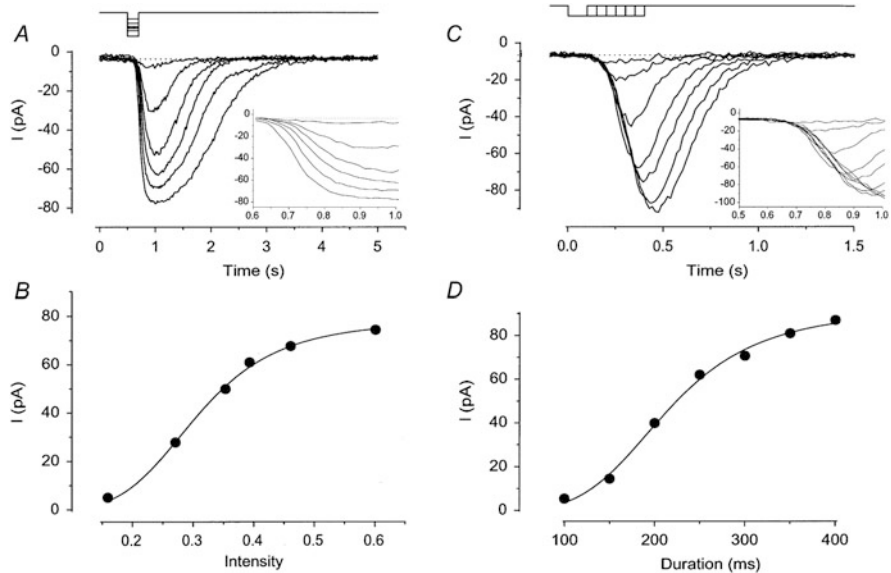 A
0
-20
-40
-60
-80
I (pA)
0
-20
-40
-60
-80
0.6 0.7 0.8 0.9 1.0
0 1 2 3 4 5
Time (s)
C
0
-20
-40
-60
-80
I (pA)
0
-20
-40
-60
-80
-100
0.5 0.6 0.7 0.8 0.9 1.0
0.0 0.5 1.0 1.5
Time (s)
B
80
60
40
20
0
I (pA)
0.2 0.3 0.4 0.5 0.6
Intensity
D
80
60
40
20
0
I (pA)
100 200 300 400
Duration (ms)